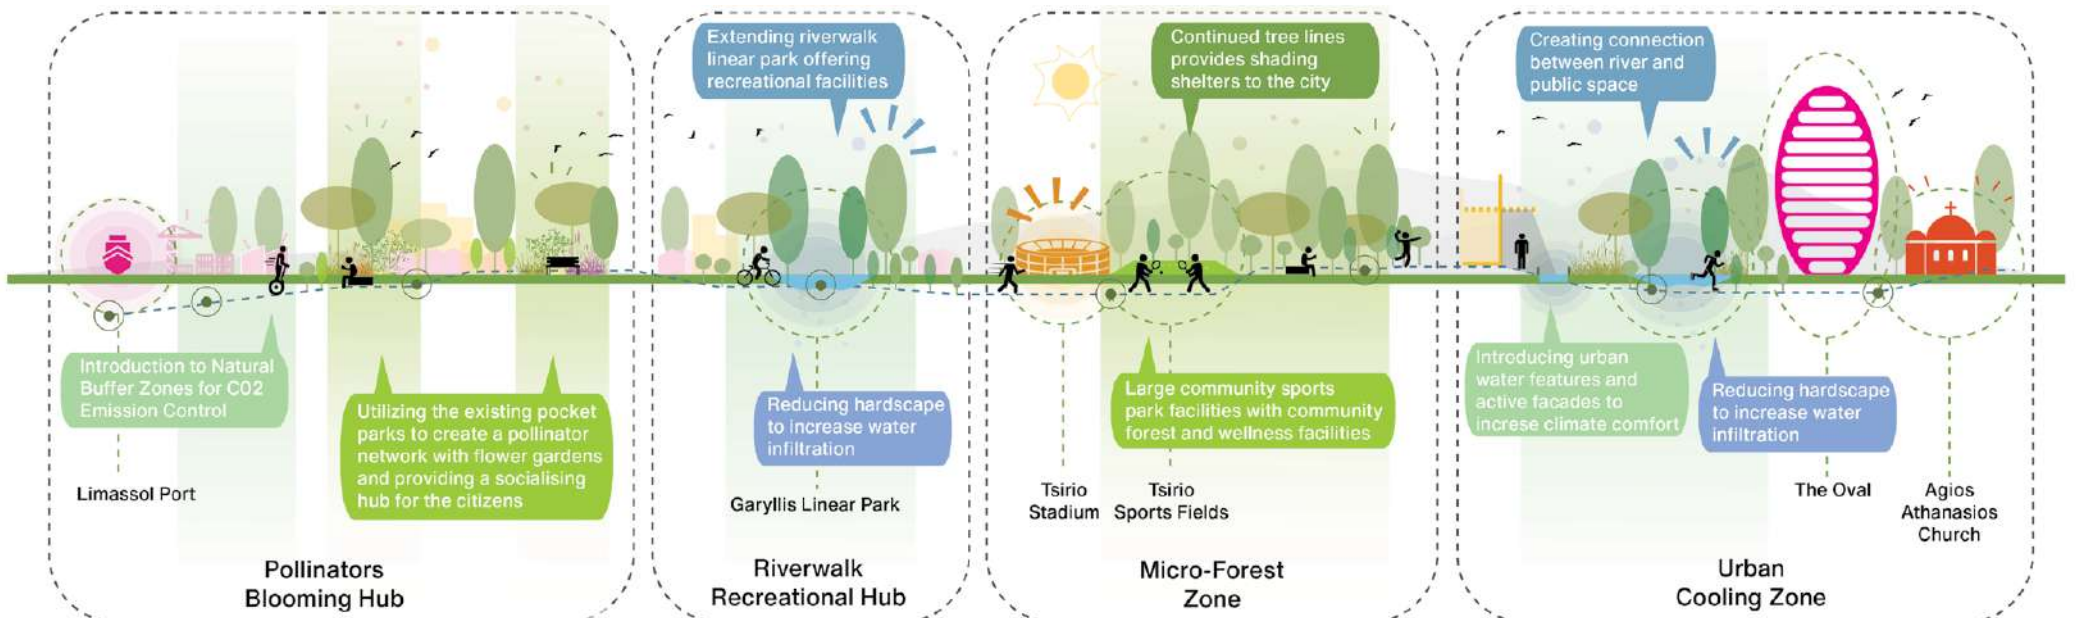 Introduction to Natural
Buffer Zones for C02
Emission Control
Utilizing the existing pocket
parks to create a pollinator
network with flower gardens
and providing a socialising
hub for the citizens
Limassol Port
Pollinators
Blooming Hub
Extending riverwalk
linear park offering
recreational facilities
Reducing hardscape
to increase water
infiltration
Garyllis Linear Park
Riverwalk
Recreational Hub
Continued tree lines
provides shading
shelters to the city
Large community sports
park facilities with community
forest and wellness facilities
Tsirio
Stadium
Tsirio
Sports Fields
Micro-Forest
Zone
Creating connection
between river and
public space
Introducing urban
water features and
active facades to
increse climate comfort
Reducing hardscape
to increase water
infiltration
The Oval
Agios
Athanasios
Church
Urban
Cooling Zone